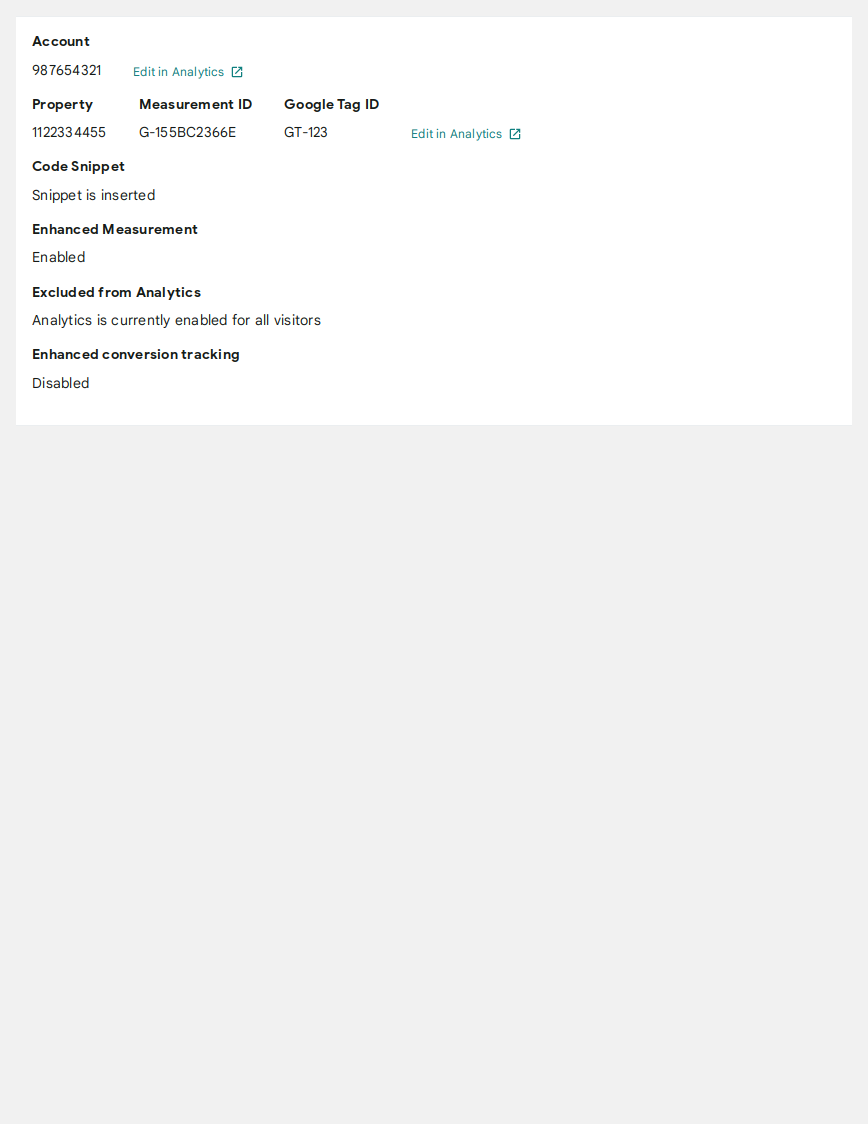 Account
987654321 Edit in Analytics
Property Measurement ID Google Tag ID
1122334455 G-155BC2366E GT-123 Edit in Analytics
Code Snippet
Snippet is inserted
Enhanced Measurement
Enabled
Excluded from Analytics
Analytics is currently enabled for all visitors
Enhanced conversion tracking
Disabled